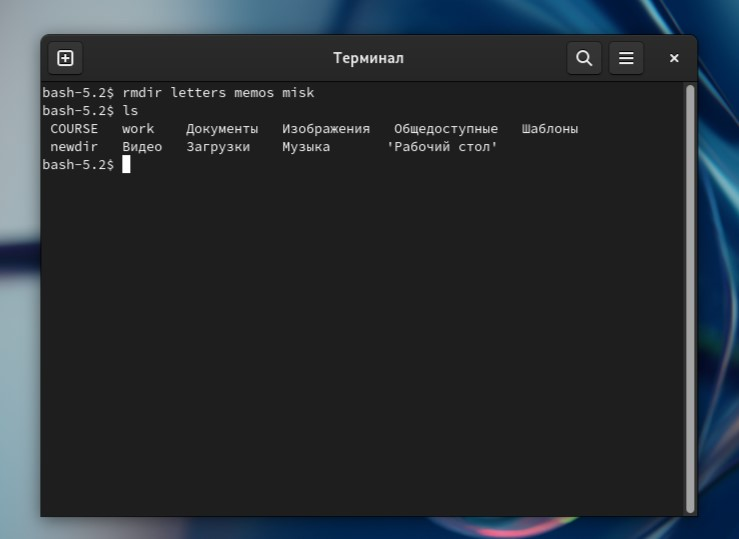 Терминал
bash-5.2$ rmdir letters memos misk
bash-5.2$ ls
COURSE work Документы Изображения Общедоступные Шаблоны
newdir Видео Загрузки Музыка 'Рабочий стол'
bash-5.2$